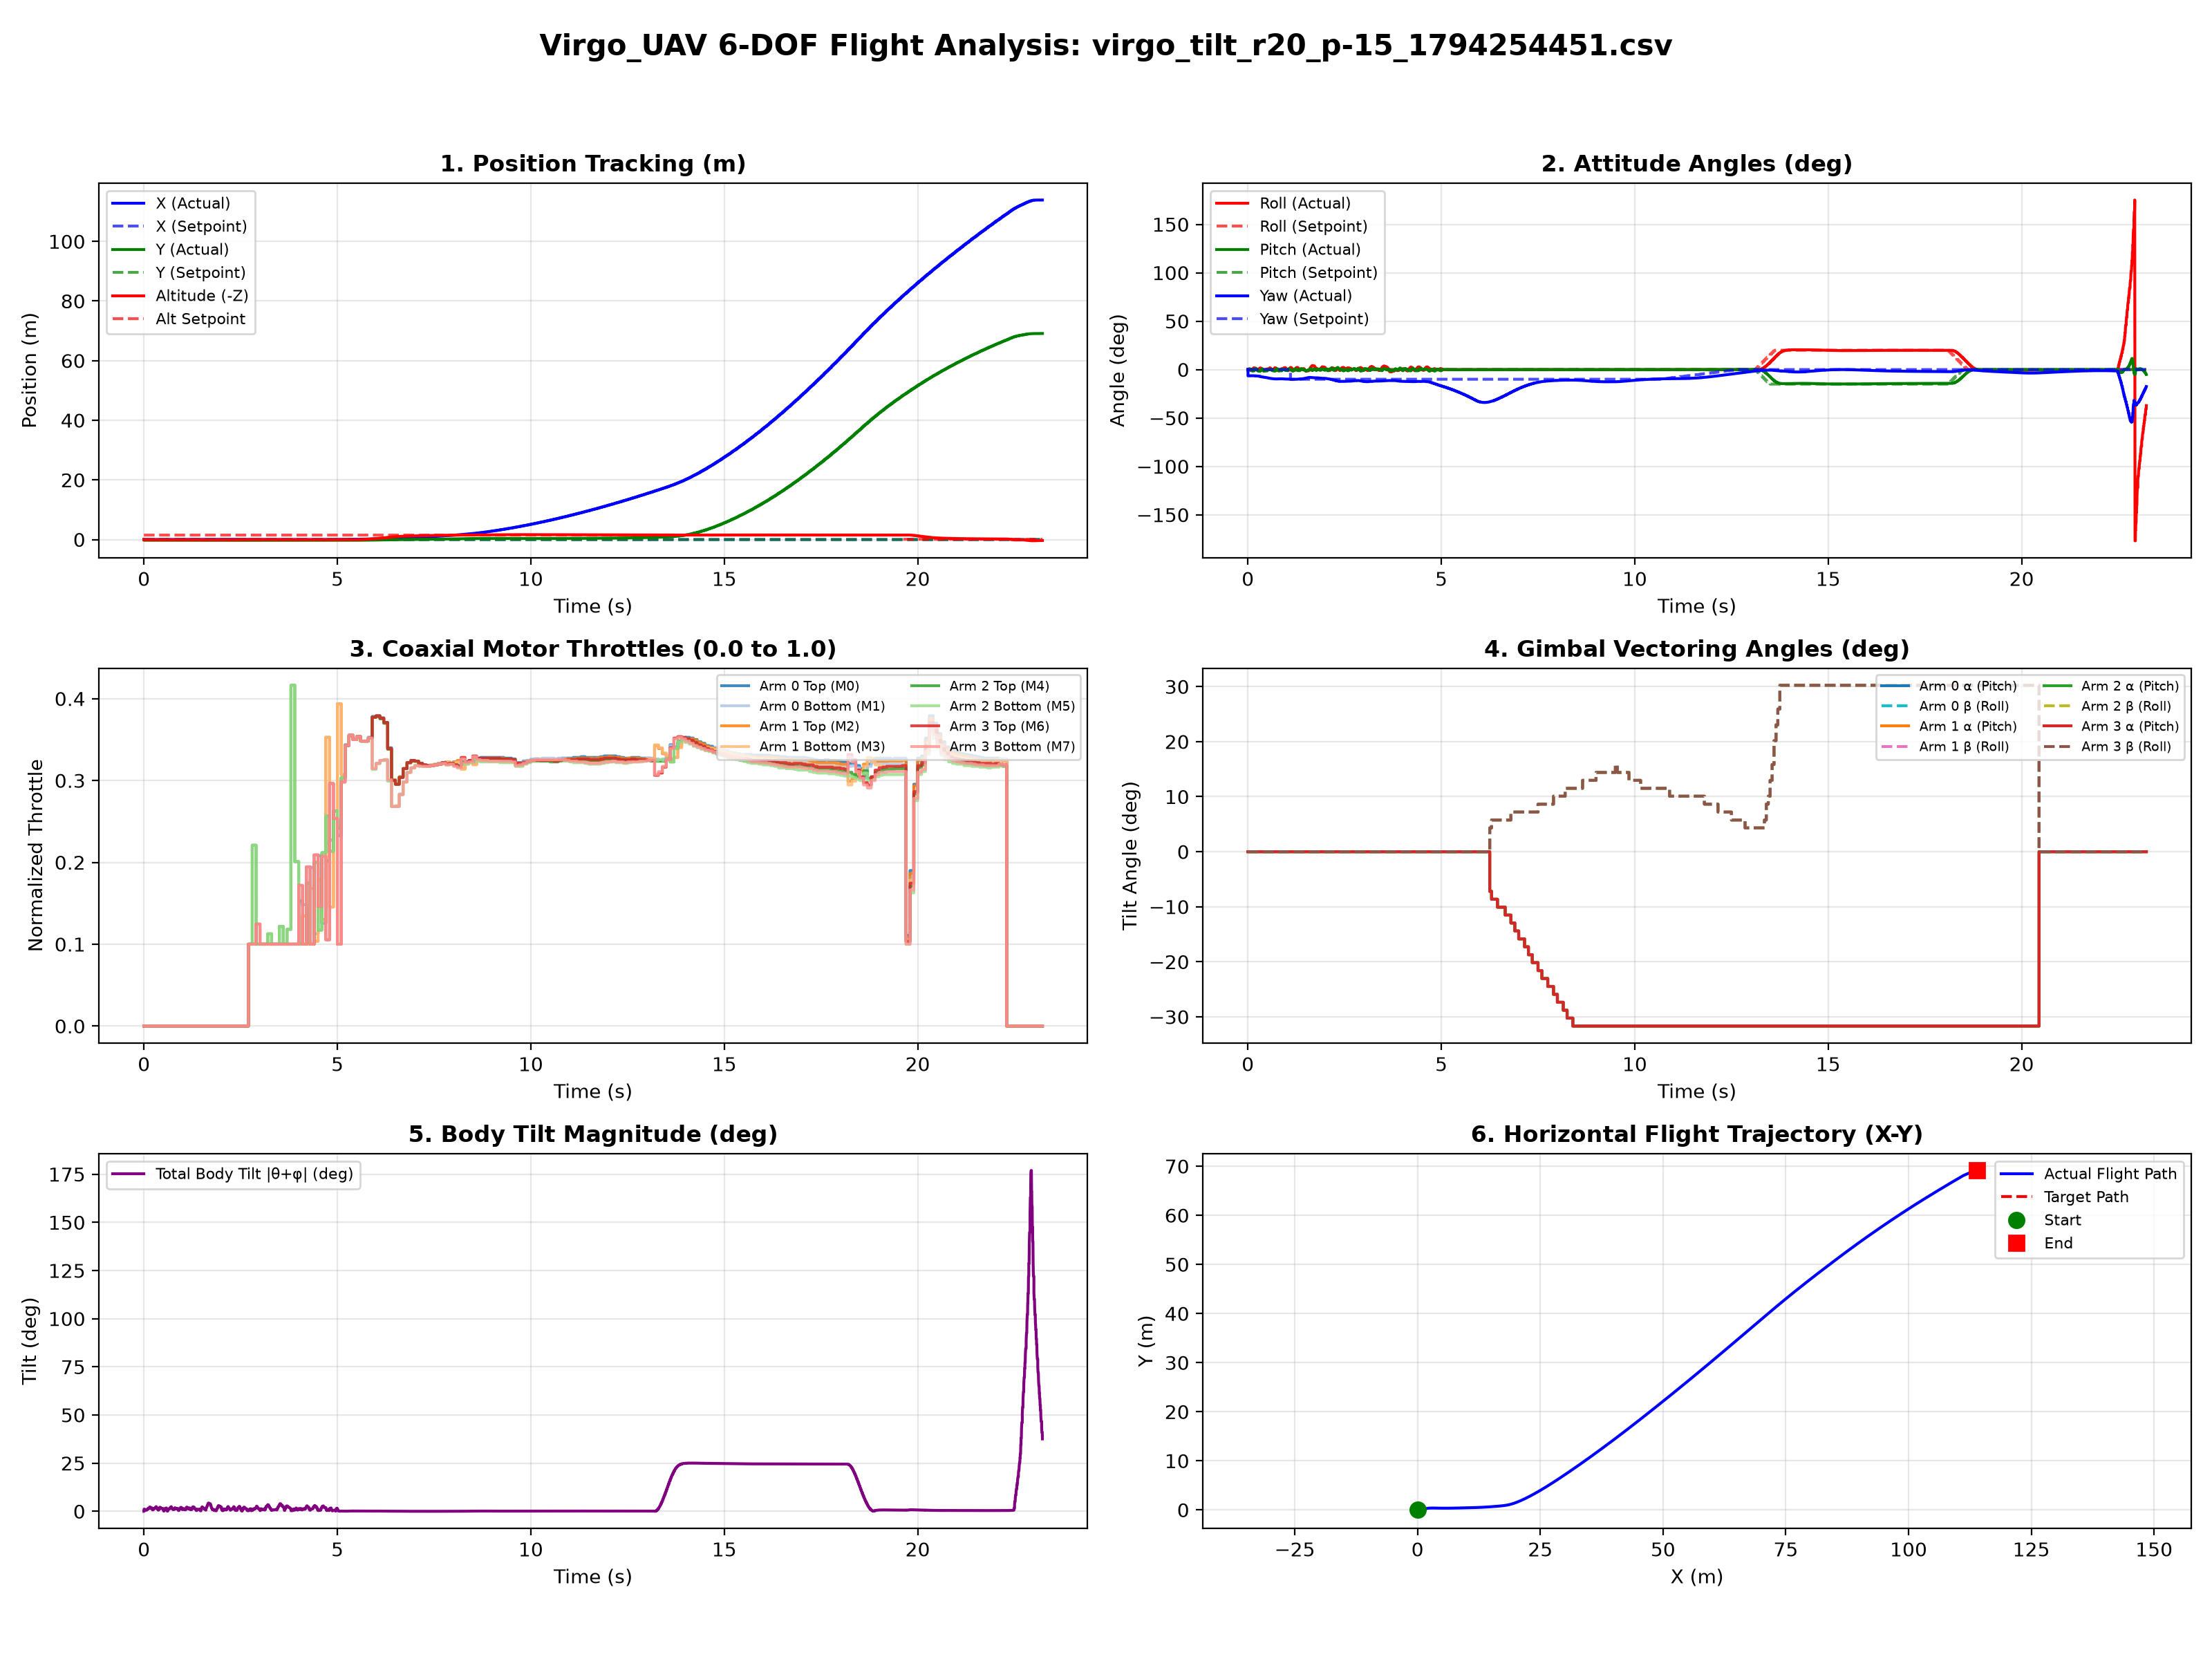 Virgo_UAV 6-DOF Flight Analysis: virgo_tilt_r20_p-15_1794254451.csv
1. Position Tracking (m)
X (Actual)
X (Setpoint)
Y (Actual)
Y (Setpoint)
Altitude (-Z)
Alt Setpoint
Position (m)
100
80
60
40
20
0
0 5 10 15 20
Time (s)
2. Attitude Angles (deg)
Roll (Actual)
Roll (Setpoint)
Pitch (Actual)
Pitch (Setpoint)
Yaw (Actual)
Yaw (Setpoint)
Angle (deg)
150
100
50
0
−50
−100
−150
0 5 10 15 20
Time (s)
3. Coaxial Motor Throttles (0.0 to 1.0)
Arm 0 Top (M0) Arm 2 Top (M4)
Arm 0 Bottom (M1) Arm 2 Bottom (M5)
Arm 1 Top (M2) Arm 3 Top (M6)
Arm 1 Bottom (M3) Arm 3 Bottom (M7)
Normalized Throttle
0.4
0.3
0.2
0.1
0.0
0 5 10 15 20
Time (s)
4. Gimbal Vectoring Angles (deg)
Arm 0 α (Pitch) Arm 2 α (Pitch)
Arm 0 β (Roll) Arm 2 β (Roll)
Arm 1 α (Pitch) Arm 3 α (Pitch)
Arm 1 β (Roll) Arm 3 β (Roll)
Tilt Angle (deg)
30
20
10
0
−10
−20
−30
0 5 10 15 20
Time (s)
5. Body Tilt Magnitude (deg)
Total Body Tilt |θ+φ| (deg)
Tilt (deg)
175
150
125
100
75
50
25
0
0 5 10 15 20
Time (s)
6. Horizontal Flight Trajectory (X-Y)
Actual Flight Path
Target Path
Start
End
Y (m)
70
60
50
40
30
20
10
0
−25 0 25 50 75 100 125 150
X (m)